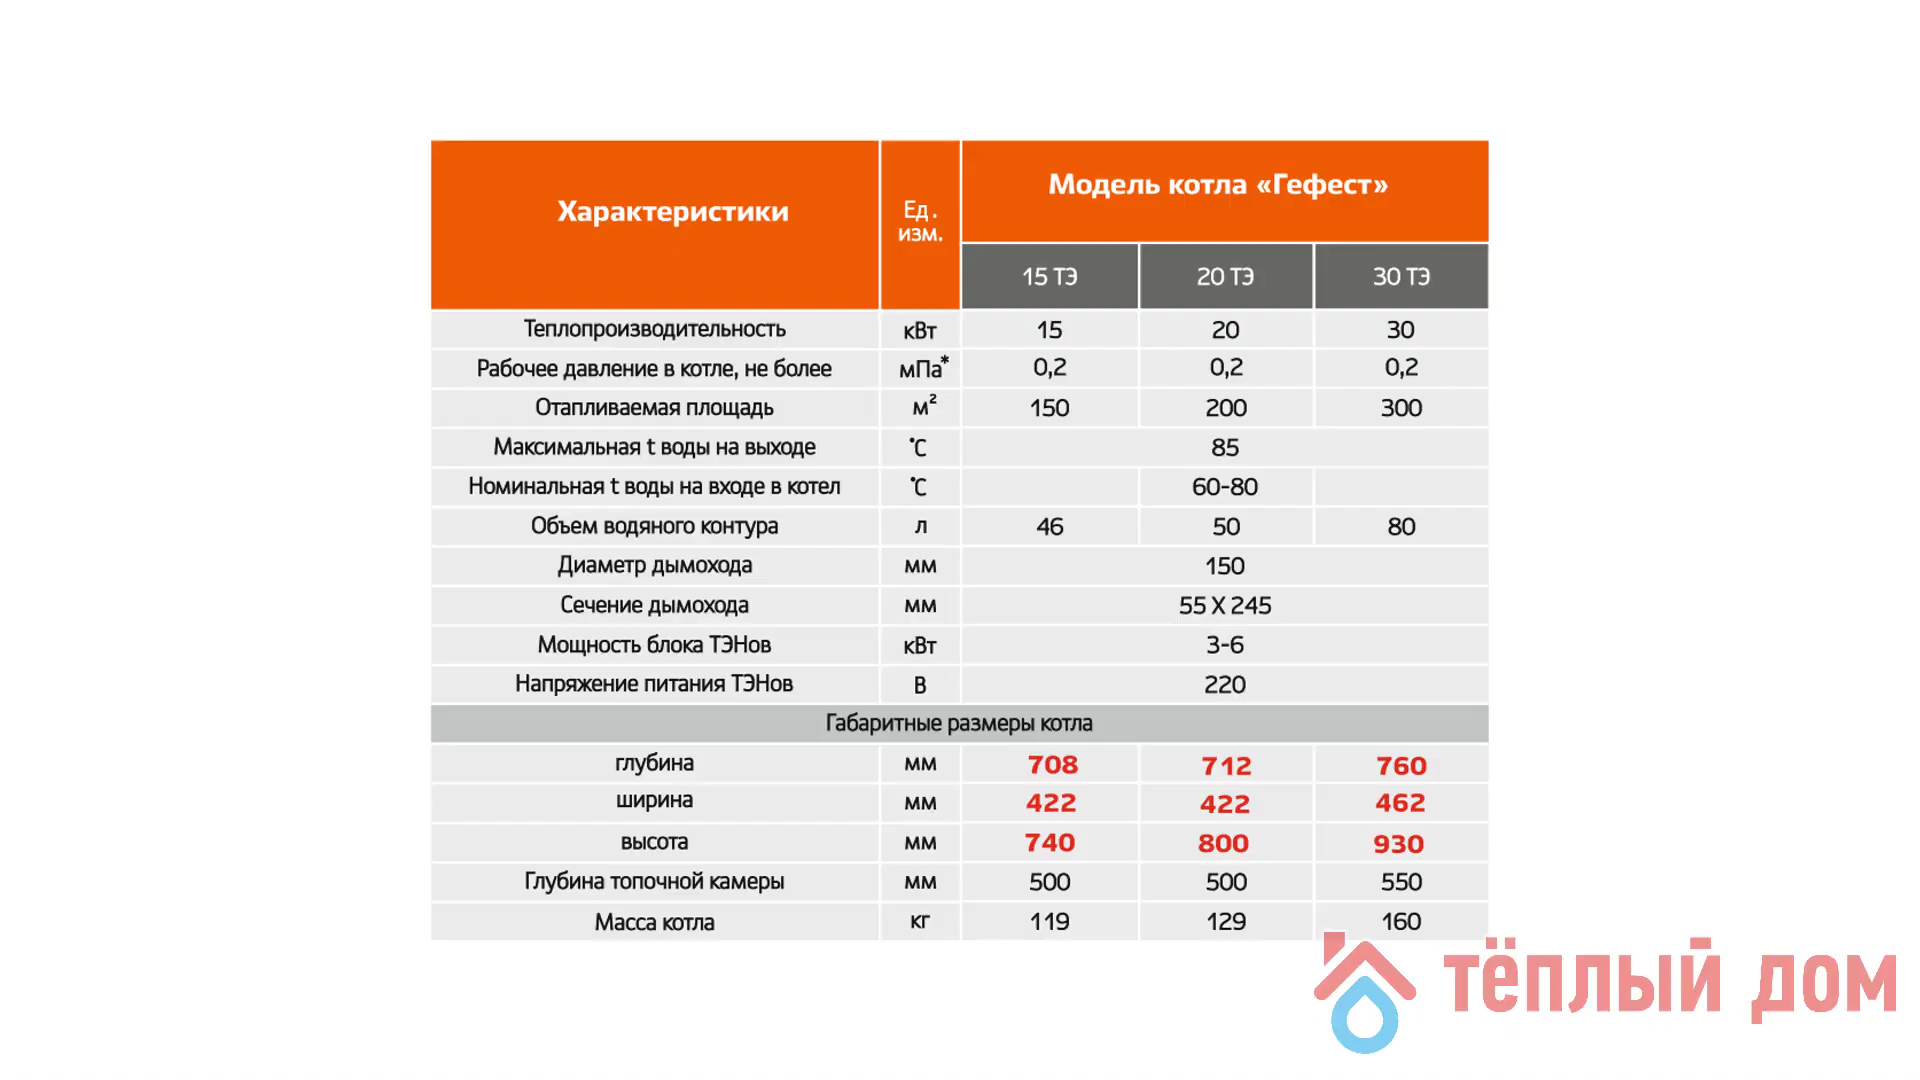 Характеристики
Ед.
изм.
Модель котла «Гефест»
15 ТЭ 20 ТЭ 30 ТЭ
Теплопроизводительность кВт 15 20 30
Рабочее давление в котле, не более мПа* 0,2 0,2 0,2
Отапливаемая площадь м² 150 200 300
Максимальная t воды на выходе °С 85
Номинальная t воды на входе в котел °С 60-80
Объем водяного контура л 46 50 80
Диаметр дымохода мм 150
Сечение дымохода мм 55 X 245
Мощность блока ТЭНов кВт 3-6
Напряжение питания ТЭНов В 220
Габаритные размеры котла
глубина мм 708 712 760
ширина мм 422 422 462
высота мм 740 800 930
Глубина топочной камеры мм 500 500 550
Масса котла кг 119 129 160
ТЁПЛЫЙ ДОМ